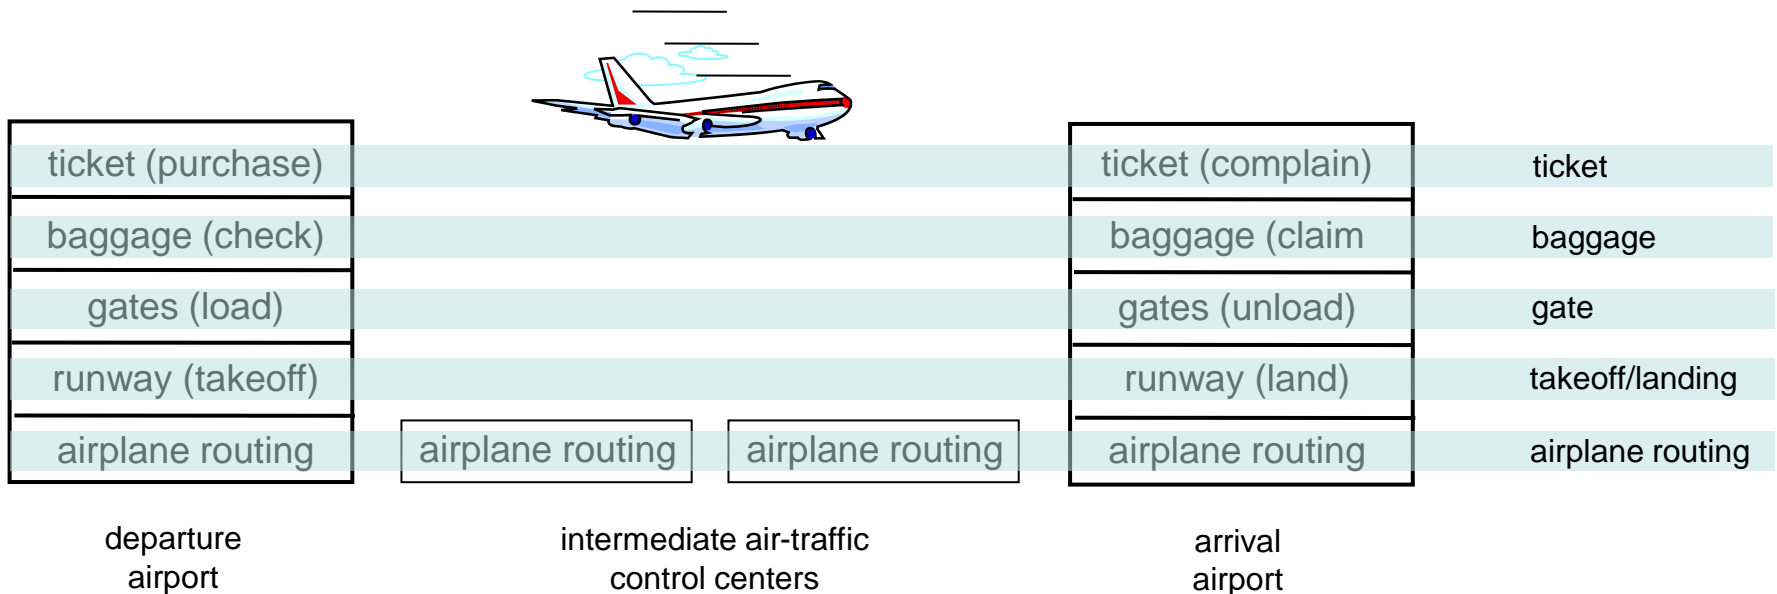 ticket (purchase) ticket (complain) ticket
baggage (check) baggage (claim baggage
gates (load) gates (unload) gate
runway (takeoff) runway (land) takeoff/landing
airplane routing airplane routing airplane routing airplane routing airplane routing
departure intermediate air-traffic arrival
airport control centers airport